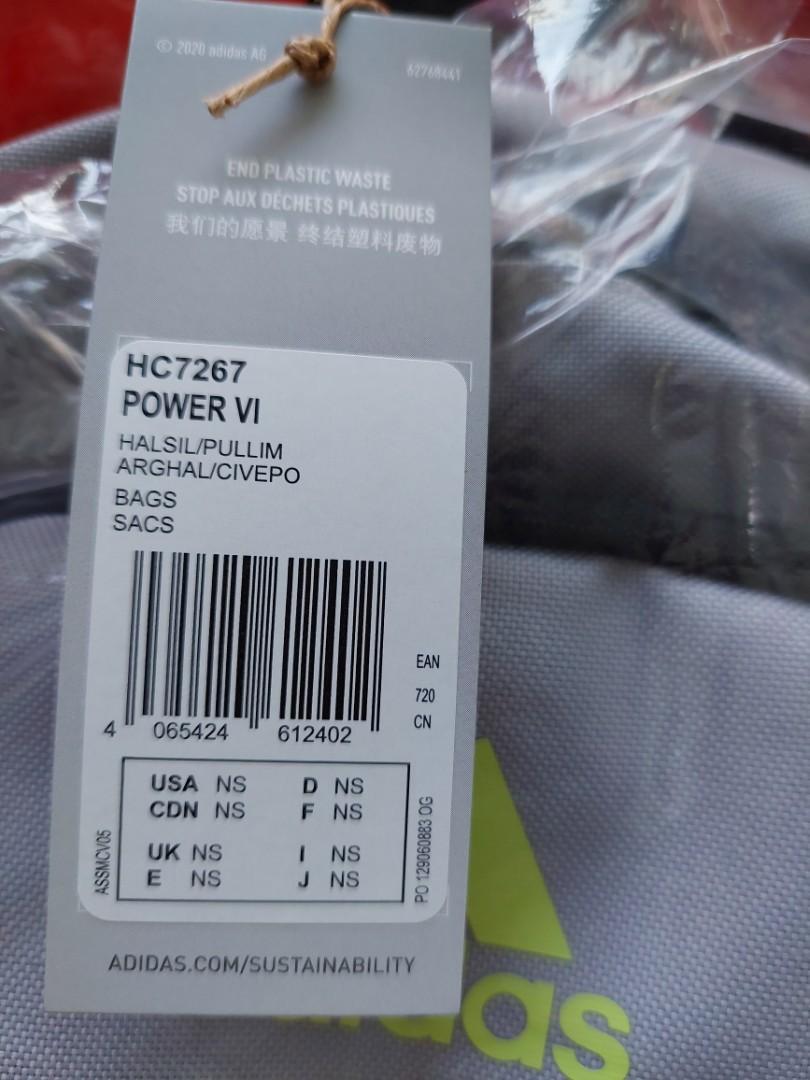 © 2020 adidas AG
62768441
END PLASTIC WASTE
STOP AUX DÉCHETS PLASTIQUES
我们的愿景 终结塑料废物
HC7267
POWER VI
HALSIL/PULLIM
ARGHAL/CIVEPO
BAGS
SACS
EAN
720
CN
4 065424 612402
USA NS D NS
CDN NS F NS
UK NS I NS
E NS J NS
ASSMCV05
PO 129060883 OG
ADIDAS.COM/SUSTAINABILITY
adidas